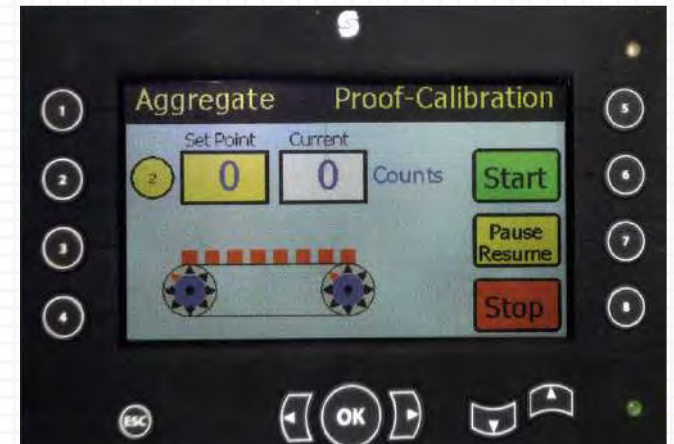 S
Aggregate Proof-Calibration
Set Point Current
2 0 0 Counts
Start
Pause
Resume
Stop
1
2
3
4
5
6
7
8
ESC
OK